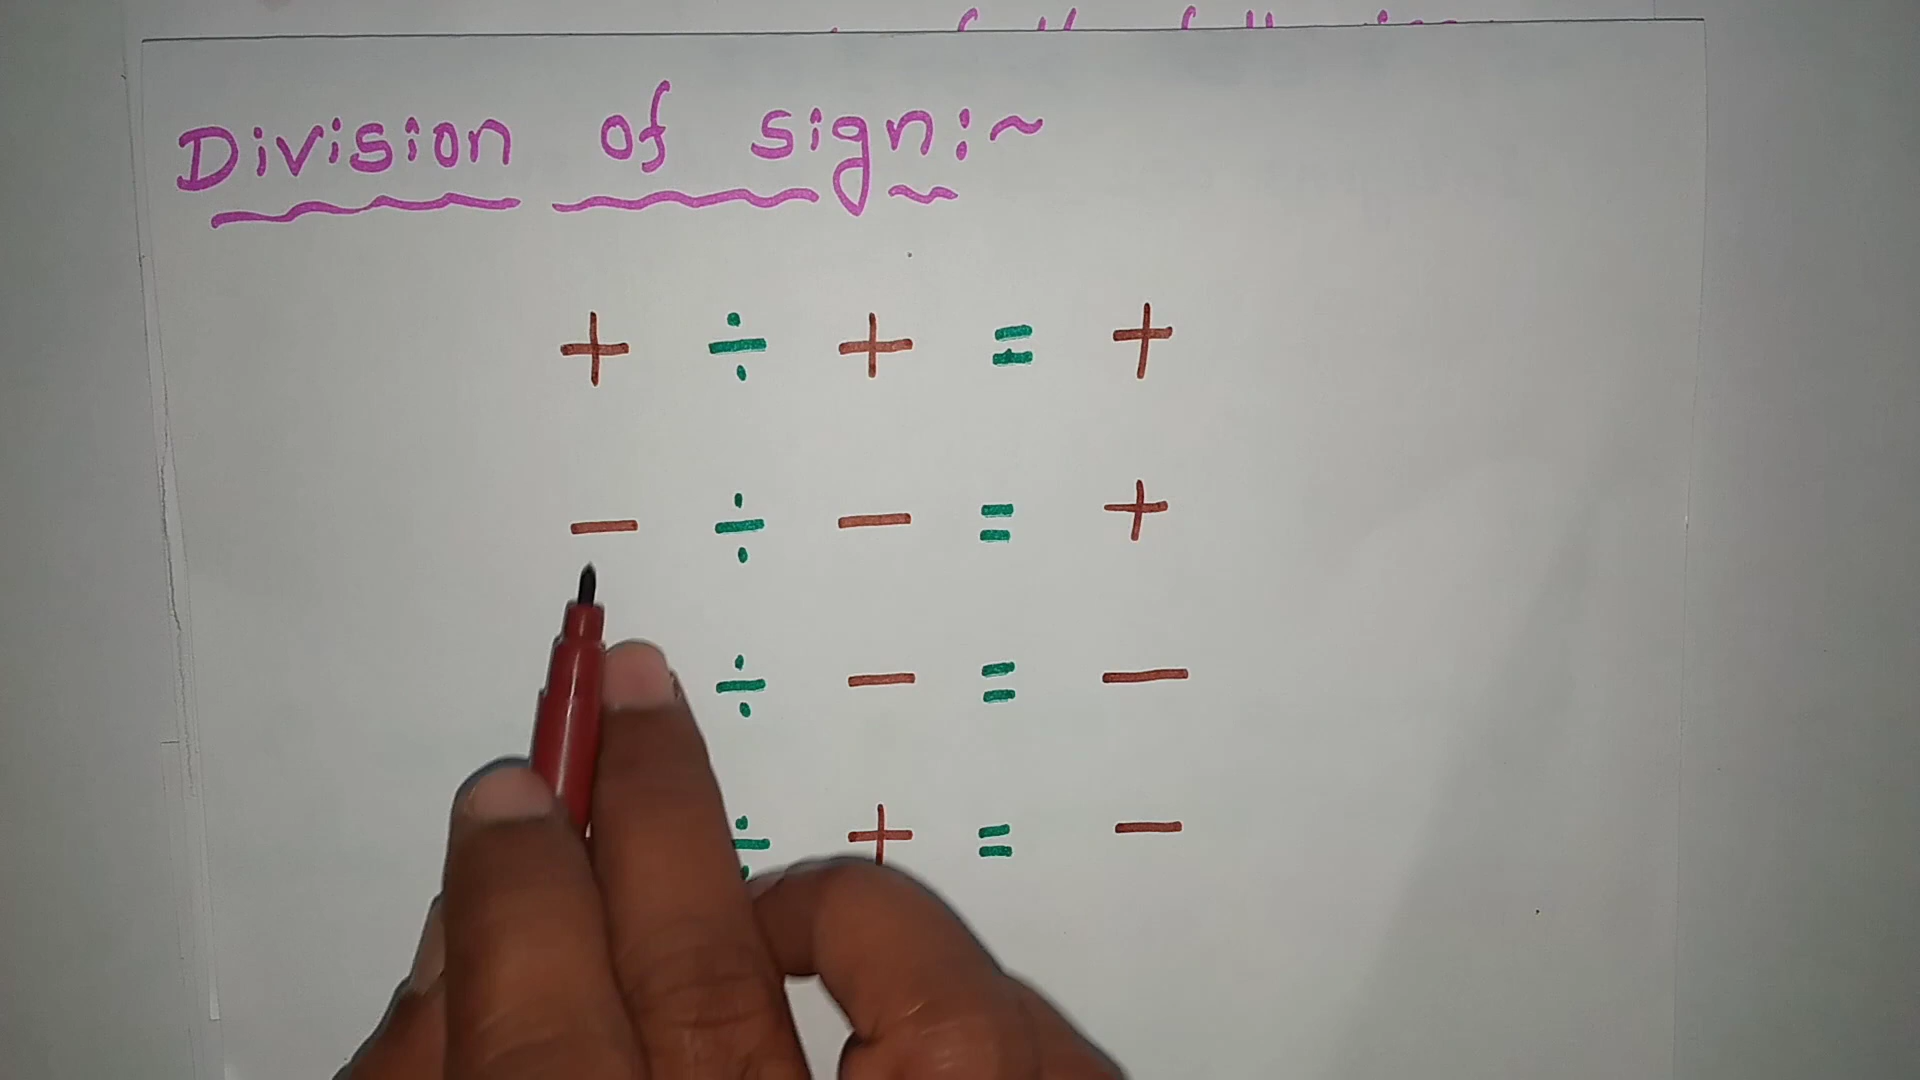 Division of sign:~
+ ÷ + = +
− ÷ − = +
÷ − = −
÷ + = −